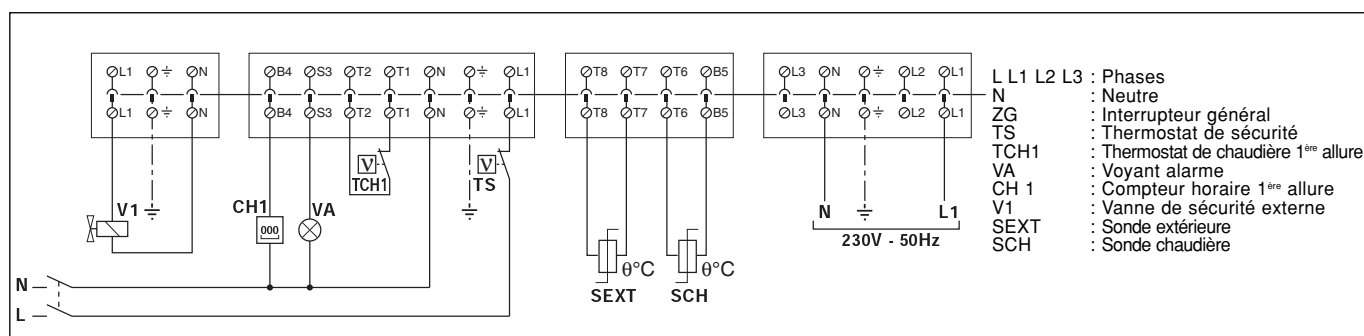 L1 ⏚ N B4 S3 T2 T1 N ⏚ L1 T8 T7 T6 B5 L3 N ⏚ L2 L1
L1 ⏚ N B4 S3 T2 T1 N ⏚ L1 T8 T7 T6 B5 L3 N ⏚ L2 L1
V TCH1
V TS
V1
CH1
000
VA
N L1
230V - 50Hz
θ°C
SEXT
θ°C
SCH
N
L
L L1 L2 L3 : Phases
N : Neutre
ZG : Interrupteur général
TS : Thermostat de sécurité
TCH1 : Thermostat de chaudière 1ère allure
VA : Voyant alarme
CH 1 : Compteur horaire 1ère allure
V1 : Vanne de sécurité externe
SEXT : Sonde extérieure
SCH : Sonde chaudière